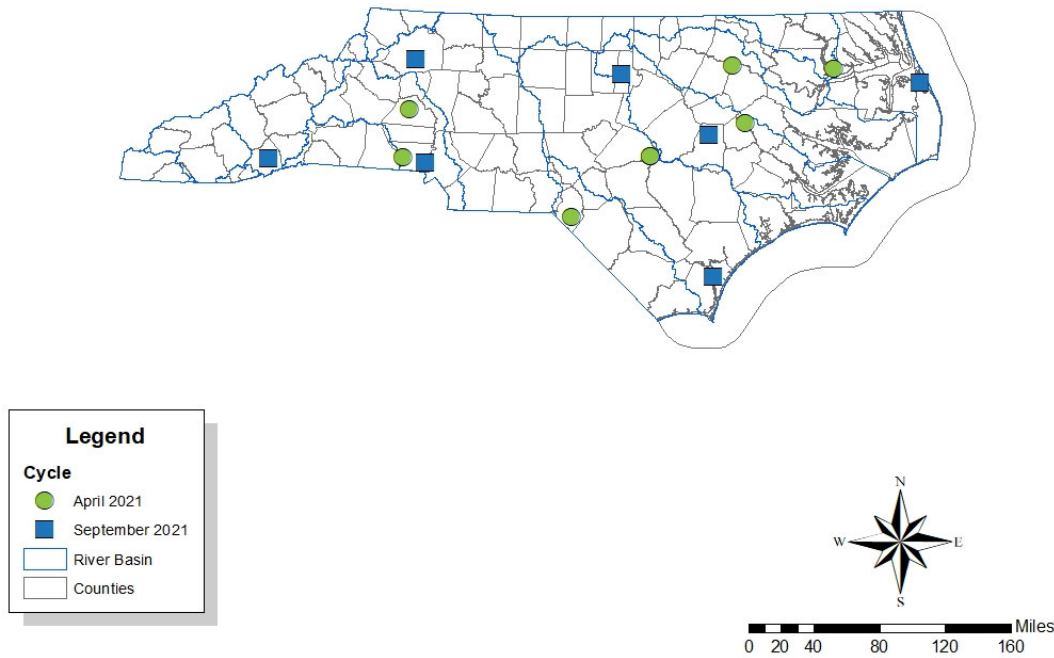 Legend
Cycle
April 2021
September 2021
River Basin
Counties
N
W E
S
Miles
0 20 40 80 120 160